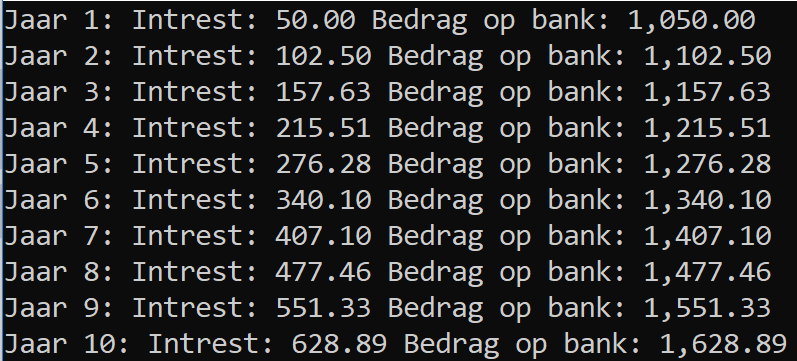 Jaar 1: Intrest: 50.00 Bedrag op bank: 1,050.00
Jaar 2: Intrest: 102.50 Bedrag op bank: 1,102.50
Jaar 3: Intrest: 157.63 Bedrag op bank: 1,157.63
Jaar 4: Intrest: 215.51 Bedrag op bank: 1,215.51
Jaar 5: Intrest: 276.28 Bedrag op bank: 1,276.28
Jaar 6: Intrest: 340.10 Bedrag op bank: 1,340.10
Jaar 7: Intrest: 407.10 Bedrag op bank: 1,407.10
Jaar 8: Intrest: 477.46 Bedrag op bank: 1,477.46
Jaar 9: Intrest: 551.33 Bedrag op bank: 1,551.33
Jaar 10: Intrest: 628.89 Bedrag op bank: 1,628.89